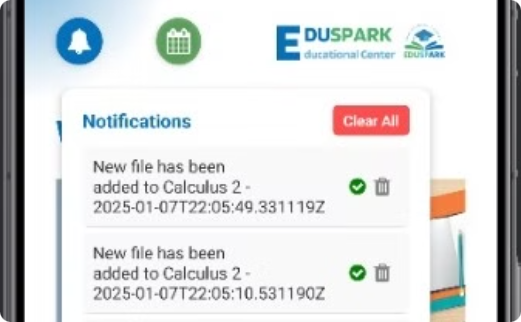 EDUSPARK
Educational Center
EDUSPARK
Notifications
Clear All
New file has been
added to Calculus 2 -
2025-01-07T22:05:49.331119Z
New file has been
added to Calculus 2 -
2025-01-07T22:05:10.531190Z